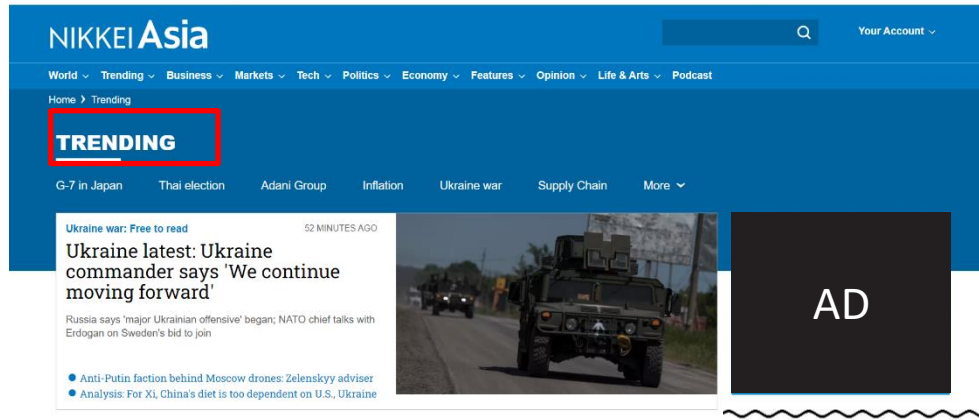 NIKKEI Asia
Your Account
World Trending Business Markets Tech Politics Economy Features Opinion Life & Arts Podcast
Home > Trending
TRENDING
G-7 in Japan Thai election Adani Group Inflation Ukraine war Supply Chain More
Ukraine war: Free to read 52 MINUTES AGO
Ukraine latest: Ukraine
commander says 'We continue
moving forward'
Russia says 'major Ukrainian offensive' began; NATO chief talks with
Erdogan on Sweden's bid to join
• Anti-Putin faction behind Moscow drones: Zelenskyy adviser
• Analysis: For Xi, China's diet is too dependent on U.S., Ukraine
AD